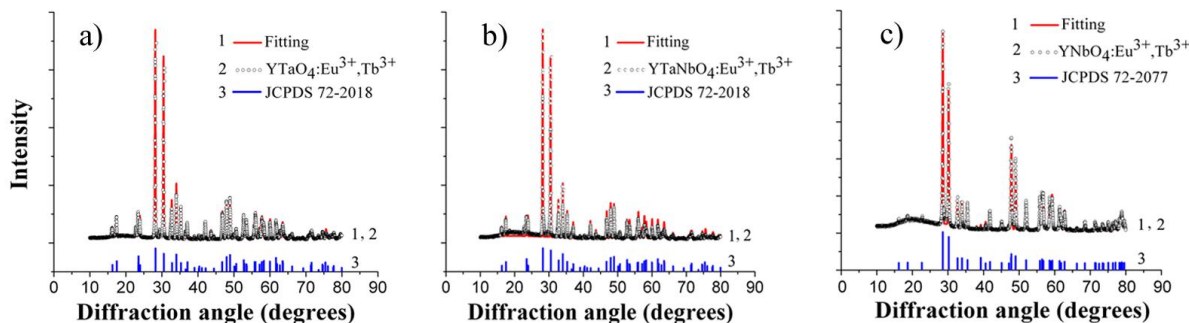 Intensity
a)
1 Fitting
2 YTaO4:Eu3+,Tb3+
3 JCPDS 72-2018
1, 2
3
0 10 20 30 40 50 60 70 80 90
Diffraction angle (degrees)
b)
1 Fitting
2 YTaNbO4:Eu3+,Tb3+
3 JCPDS 72-2018
1, 2
3
0 10 20 30 40 50 60 70 80 90
Diffraction angle (degrees)
c)
1 Fitting
2 YNbO4:Eu3+,Tb3+
3 JCPDS 72-2077
1, 2
3
0 10 20 30 40 50 60 70 80 90
Diffraction angle (degrees)